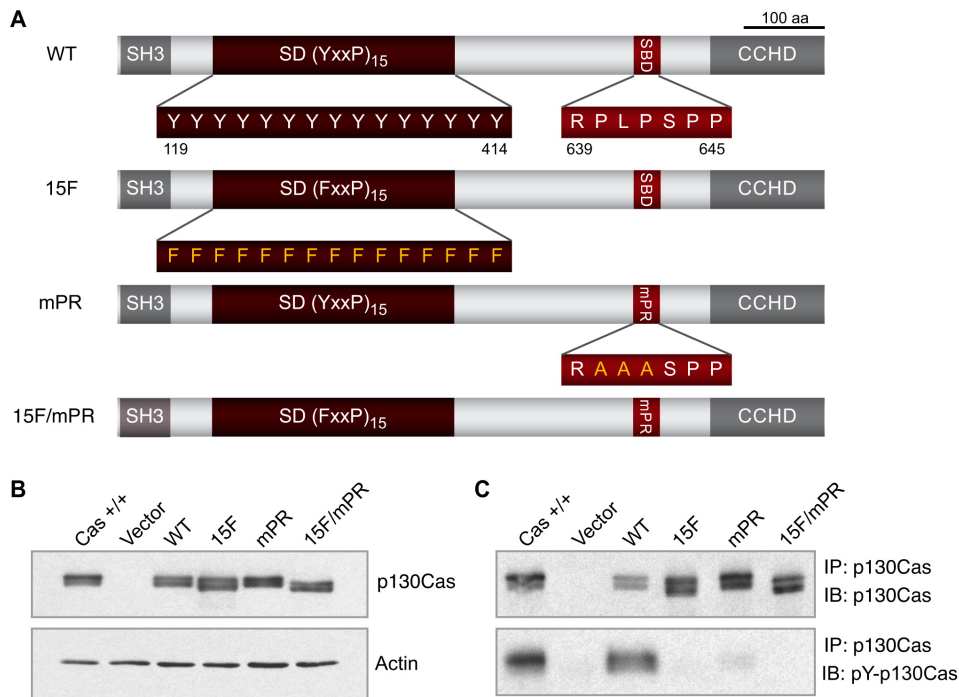 A
100 aa
WT
SH3
SD (YxxP)15
SBD
CCHD
Y Y Y Y Y Y Y Y Y Y Y Y Y Y Y
R P L P S P P
119
414
639
645
15F
SH3
SD (FxxP)15
SBD
CCHD
F F F F F F F F F F F F F F F
mPR
SH3
SD (YxxP)15
mPR
CCHD
R A A A S P P
15F/mPR
SH3
SD (FxxP)15
mPR
CCHD
B
Cas +/+
Vector
WT
15F
mPR
15F/mPR
p130Cas
Actin
C
Cas +/+
Vector
WT
15F
mPR
15F/mPR
IP: p130Cas
IB: p130Cas
IP: p130Cas
IB: pY-p130Cas